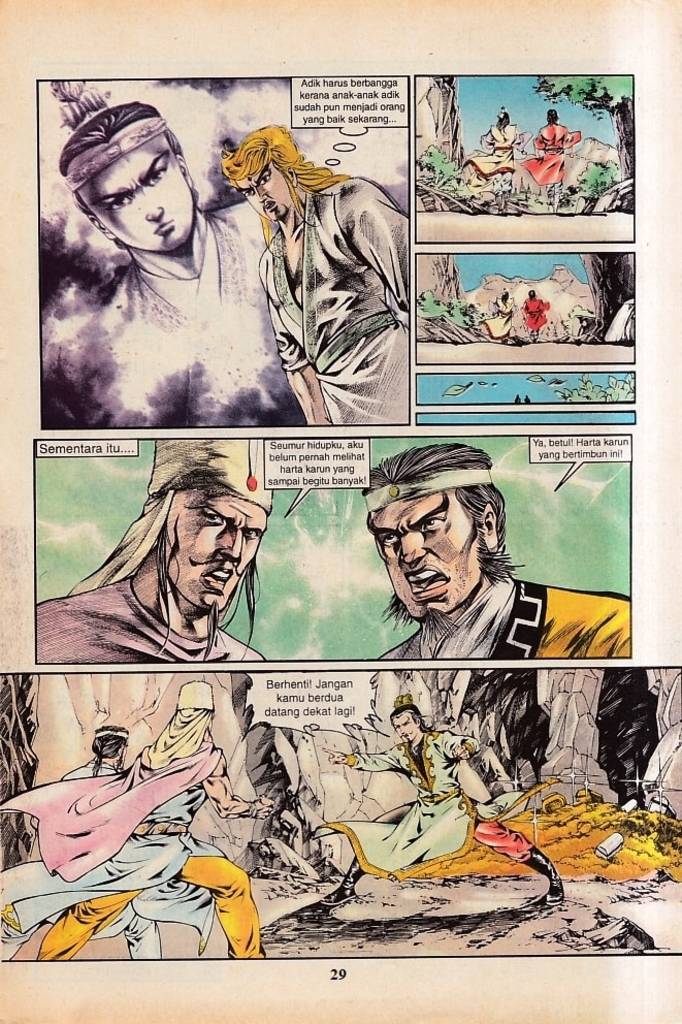 Adik harus berbangga
kerana anak-anak adik
sudah pun menjadi orang
yang baik sekarang...
Sementara itu....
Seumur hidupku, aku
belum pernah melihat
harta karun yang
sampai begitu banyak!
Ya, betul! Harta karun
yang bertimbun ini!
Berhenti! Jangan
kamu berdua
datang dekat lagi!
29